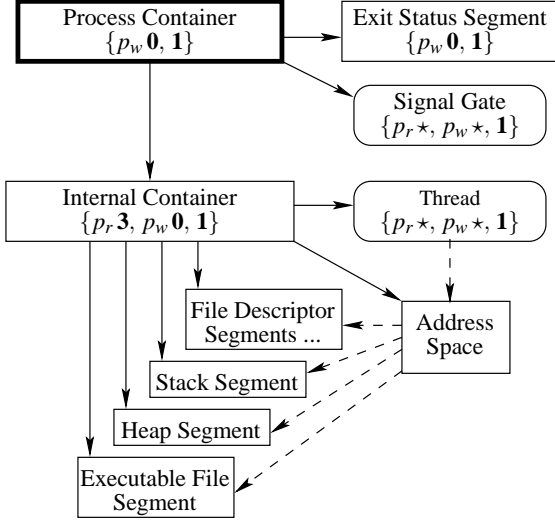 Process Container
{p_w 0, 1}
Exit Status Segment
{p_w 0, 1}
Signal Gate
{p_r ⋆, p_w ⋆, 1}
Internal Container
{p_r 3, p_w 0, 1}
Thread
{p_r ⋆, p_w ⋆, 1}
File Descriptor
Segments ...
Address
Space
Stack Segment
Heap Segment
Executable File
Segment